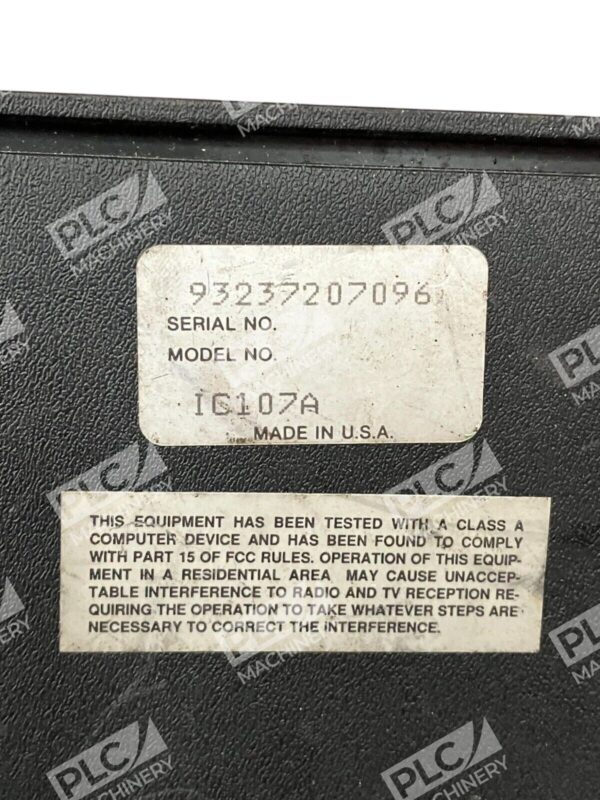 93237207096
SERIAL NO.
MODEL NO.
IG107A
MADE IN U.S.A.
THIS EQUIPMENT HAS BEEN TESTED WITH A CLASS A
COMPUTER DEVICE AND HAS BEEN FOUND TO COMPLY
WITH PART 15 OF FCC RULES. OPERATION OF THIS EQUIP-
MENT IN A RESIDENTIAL AREA MAY CAUSE UNACCEP-
TABLE INTERFERENCE TO RADIO AND TV RECEPTION RE-
QUIRING THE OPERATION TO TAKE WHATEVER STEPS ARE
NECESSARY TO CORRECT THE INTERFERENCE.
PLC MACHINERY